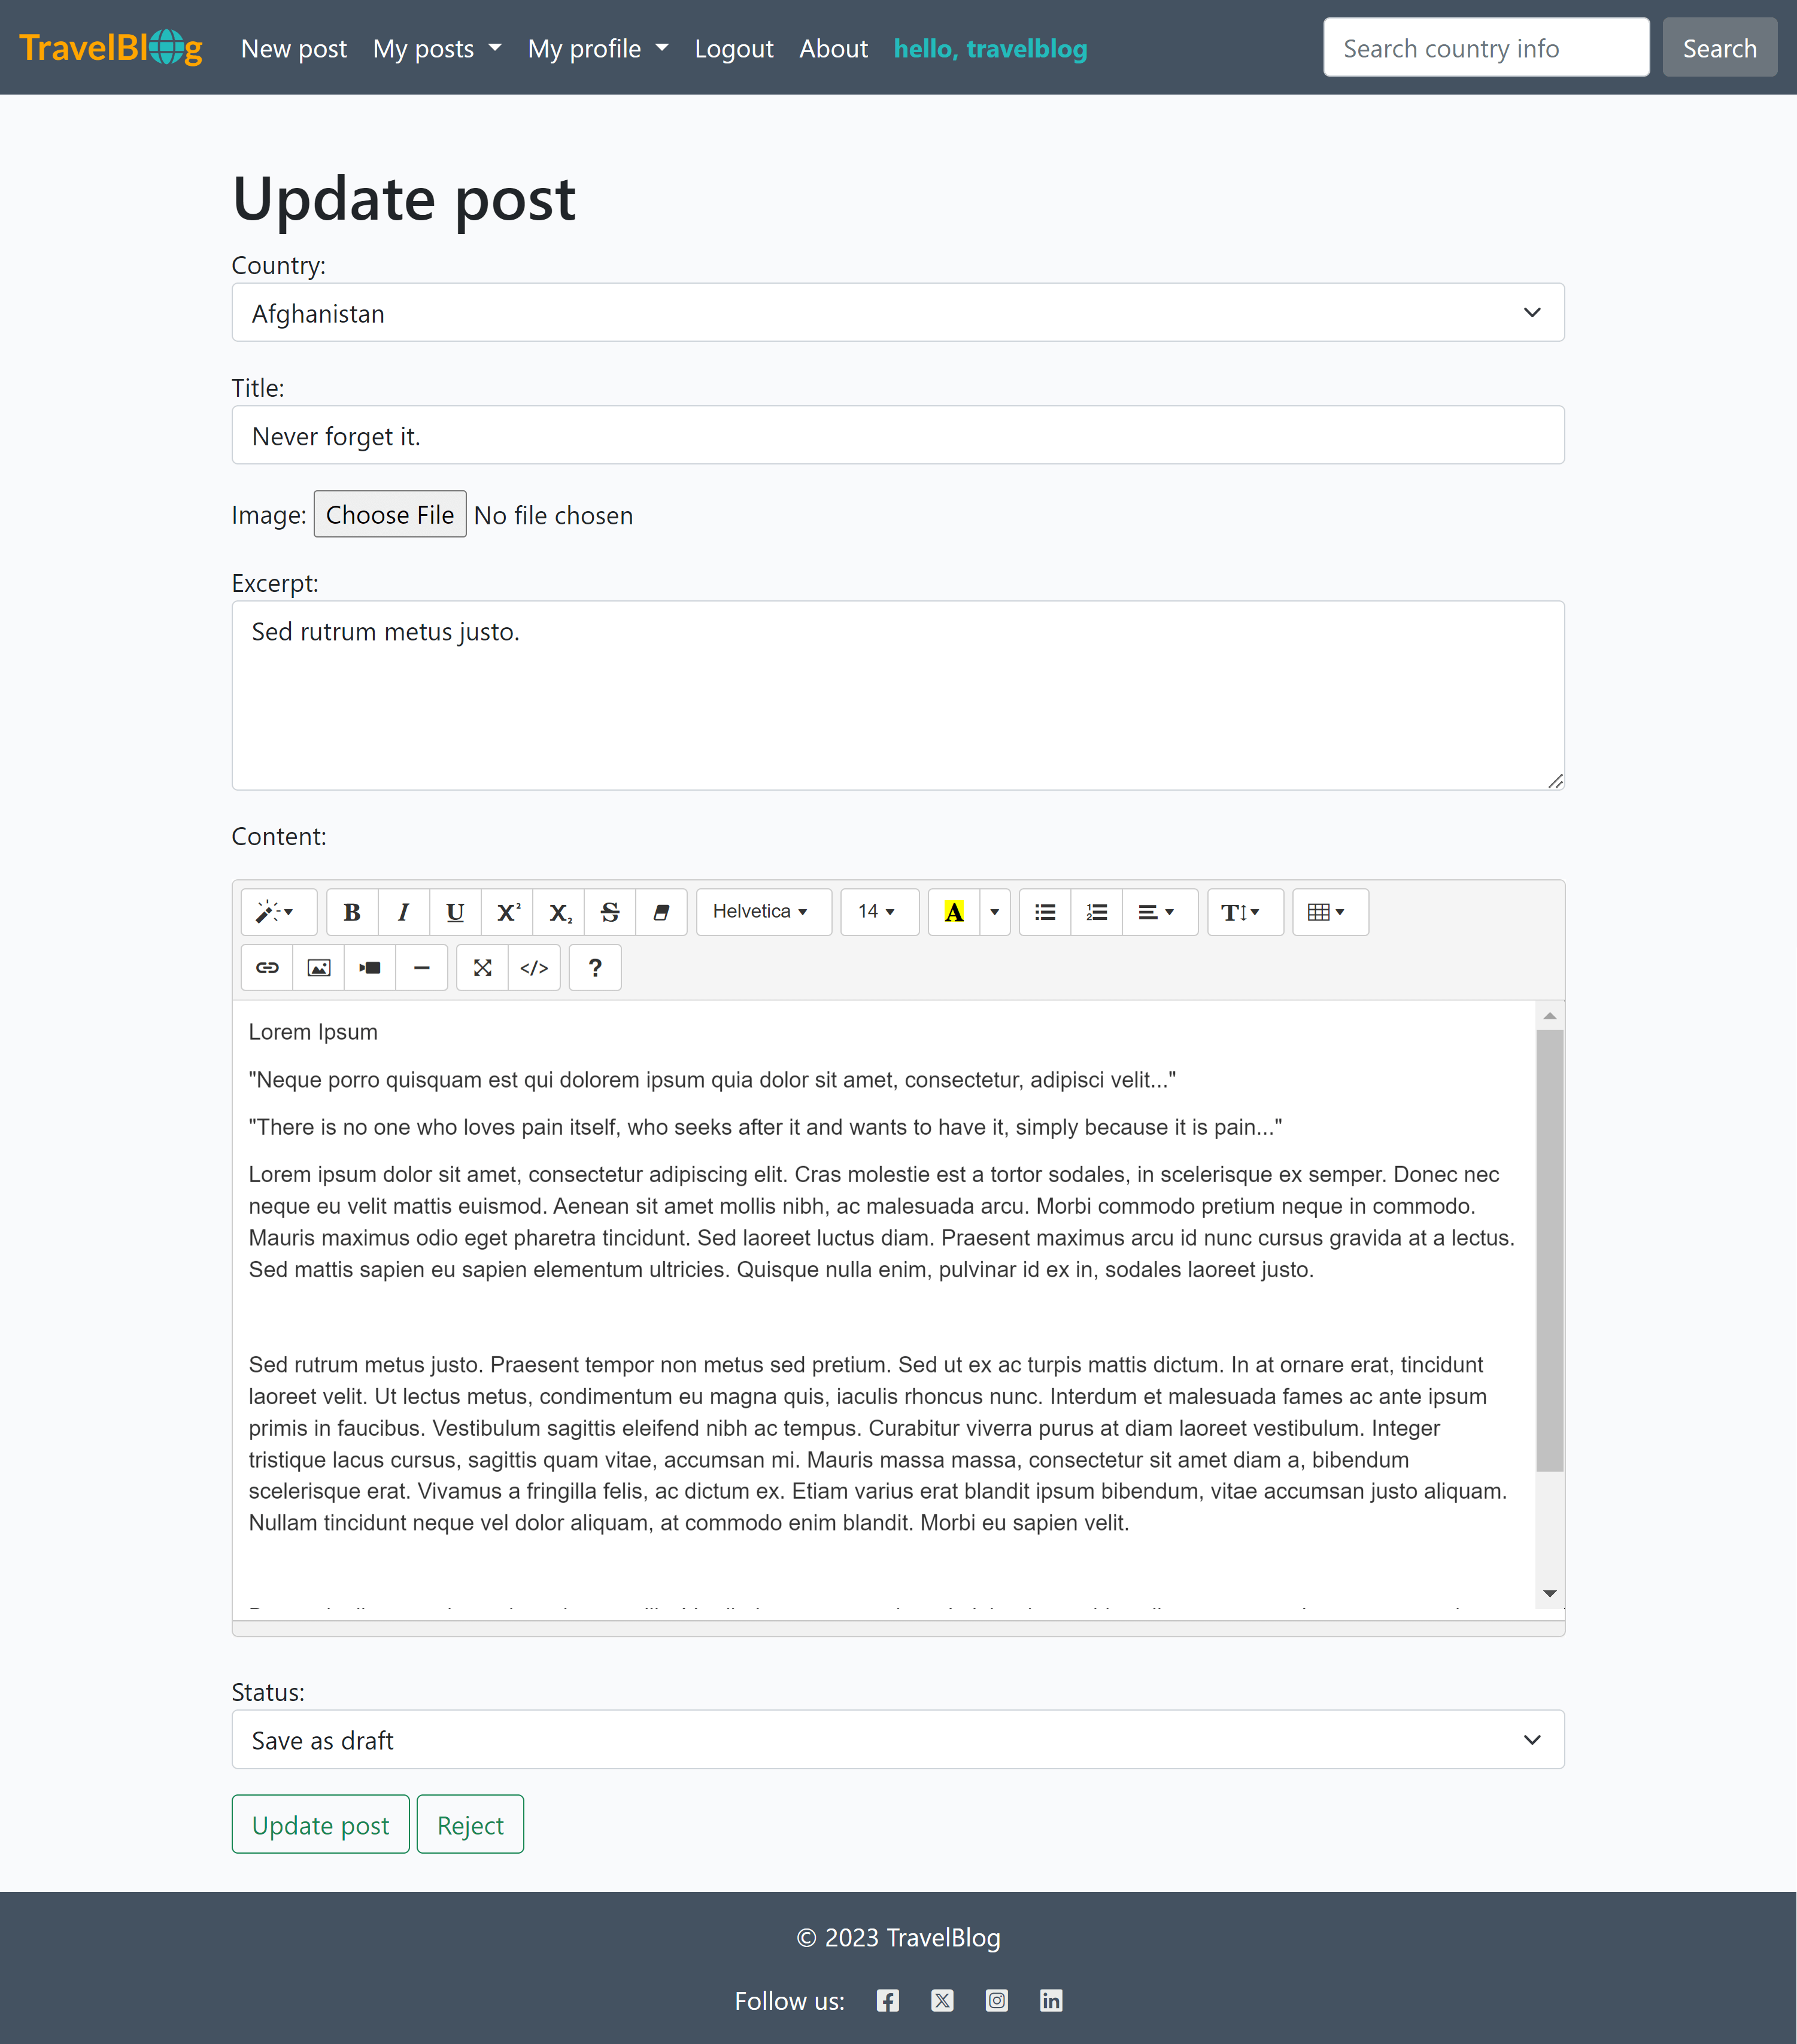 TravelBlog New post My posts My profile Logout About hello, travelblog Search country info Search
Update post
Country:
Afghanistan
Title:
Never forget it.
Image: Choose File No file chosen
Excerpt:
Sed rutrum metus justo.
Content:
B I U X² X₂ S Helvetica 14 A T
</> ?
Lorem Ipsum
"Neque porro quisquam est qui dolorem ipsum quia dolor sit amet, consectetur, adipisci velit..."
"There is no one who loves pain itself, who seeks after it and wants to have it, simply because it is pain..."
Lorem ipsum dolor sit amet, consectetur adipiscing elit. Cras molestie est a tortor sodales, in scelerisque ex semper. Donec nec
neque eu velit mattis euismod. Aenean sit amet mollis nibh, ac malesuada arcu. Morbi commodo pretium neque in commodo.
Mauris maximus odio eget pharetra tincidunt. Sed laoreet luctus diam. Praesent maximus arcu id nunc cursus gravida at a lectus.
Sed mattis sapien eu sapien elementum ultricies. Quisque nulla enim, pulvinar id ex in, sodales laoreet justo.
Sed rutrum metus justo. Praesent tempor non metus sed pretium. Sed ut ex ac turpis mattis dictum. In at ornare erat, tincidunt
laoreet velit. Ut lectus metus, condimentum eu magna quis, iaculis rhoncus nunc. Interdum et malesuada fames ac ante ipsum
primis in faucibus. Vestibulum sagittis eleifend nibh ac tempus. Curabitur viverra purus at diam laoreet vestibulum. Integer
tristique lacus cursus, sagittis quam vitae, accumsan mi. Mauris massa massa, consectetur sit amet diam a, bibendum
scelerisque erat. Vivamus a fringilla felis, ac dictum ex. Etiam varius erat blandit ipsum bibendum, vitae accumsan justo aliquam.
Nullam tincidunt neque vel dolor aliquam, at commodo enim blandit. Morbi eu sapien velit.
Status:
Save as draft
Update post Reject
© 2023 TravelBlog
Follow us: